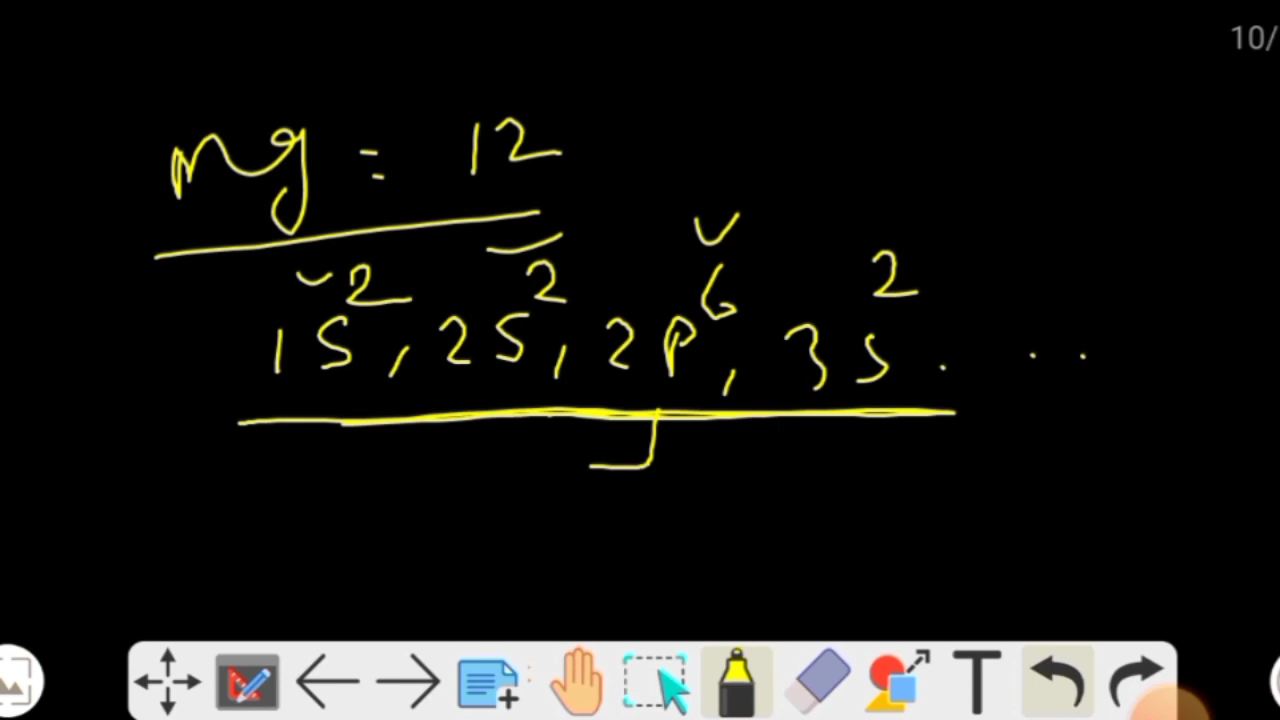 10/
mg = 12
1s², 2s², 2p⁶, 3s². ..
T